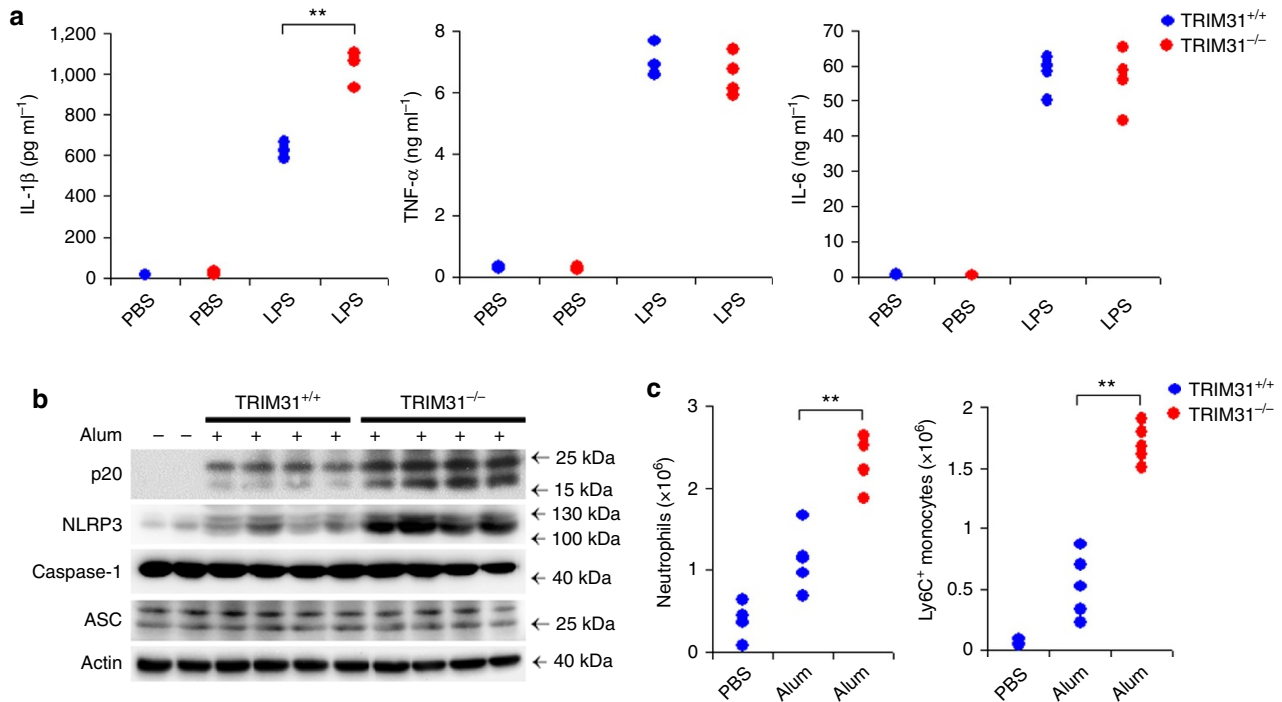 a
TRIM31+/+
TRIM31−/−
IL-1β (pg ml−1)
1,200
1,000
800
600
400
200
0
**
PBS
PBS
LPS
LPS
TNF-α (ng ml−1)
8
6
4
2
0
PBS
PBS
LPS
LPS
IL-6 (ng ml−1)
70
60
50
40
30
20
10
0
PBS
PBS
LPS
LPS
b
TRIM31+/+ TRIM31−/−
Alum − − + + + + + + + +
p20
← 25 kDa
← 15 kDa
NLRP3
← 130 kDa
← 100 kDa
Caspase-1
← 40 kDa
ASC
← 25 kDa
Actin
← 40 kDa
c
TRIM31+/+
TRIM31−/−
Neutrophils (×106)
3
2
1
0
**
PBS
Alum
Alum
Ly6C+ monocytes (×106)
2
1.5
1
0.5
0
**
PBS
Alum
Alum